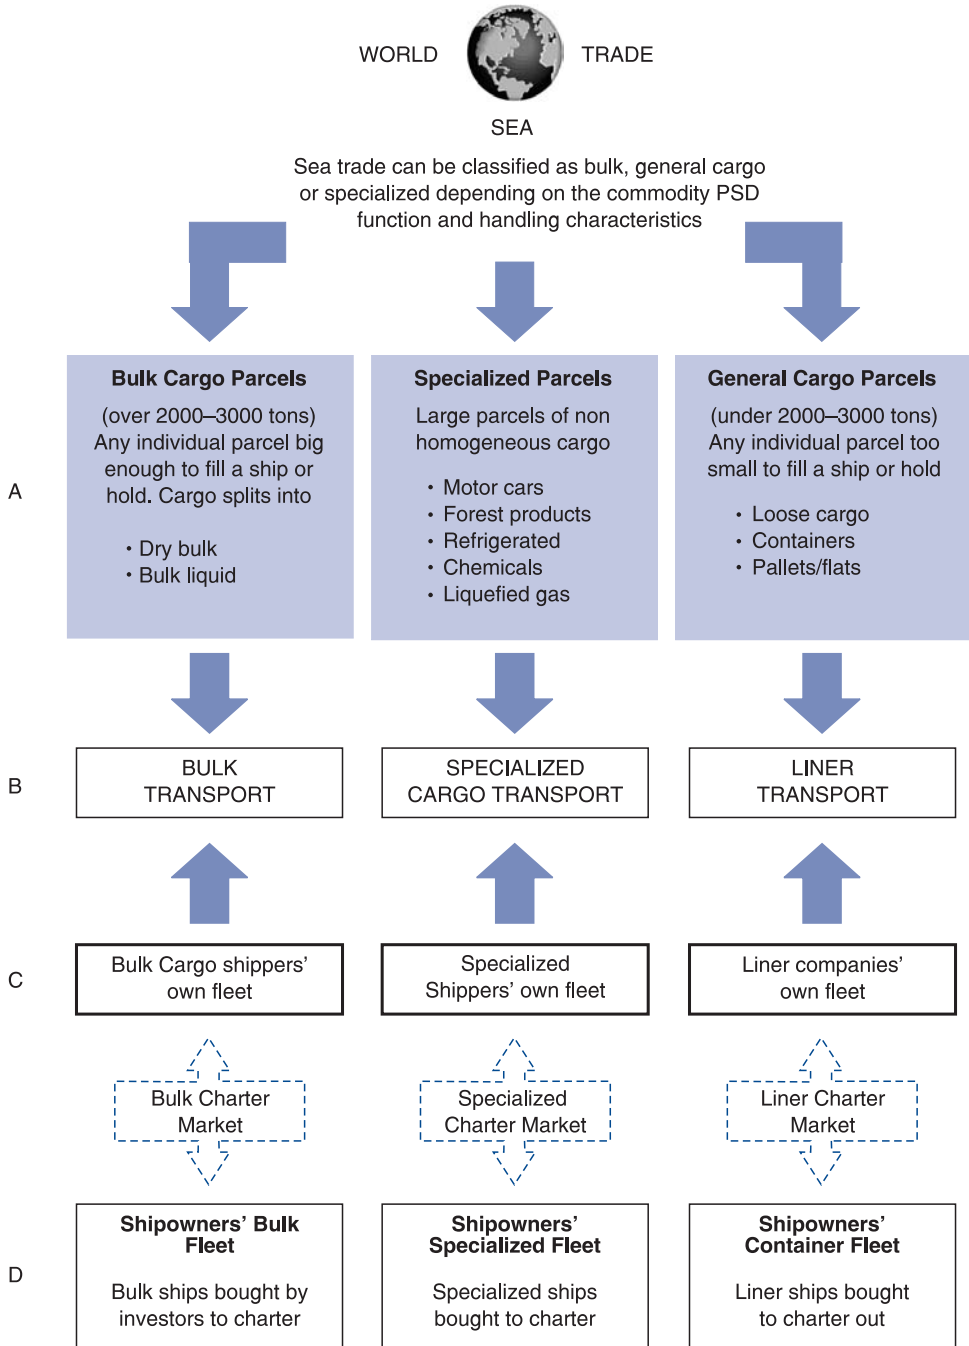 WORLD TRADE
SEA
Sea trade can be classified as bulk, general cargo
or specialized depending on the commodity PSD
function and handling characteristics
A
Bulk Cargo Parcels
(over 2000–3000 tons)
Any individual parcel big
enough to fill a ship or
hold. Cargo splits into
• Dry bulk
• Bulk liquid
Specialized Parcels
Large parcels of non
homogeneous cargo
• Motor cars
• Forest products
• Refrigerated
• Chemicals
• Liquefied gas
General Cargo Parcels
(under 2000–3000 tons)
Any individual parcel too
small to fill a ship or hold
• Loose cargo
• Containers
• Pallets/flats
B
BULK
TRANSPORT
SPECIALIZED
CARGO TRANSPORT
LINER
TRANSPORT
C
Bulk Cargo shippers’
own fleet
Specialized
Shippers’ own fleet
Liner companies’
own fleet
Bulk Charter
Market
Specialized
Charter Market
Liner Charter
Market
D
Shipowners’ Bulk
Fleet
Bulk ships bought by
investors to charter
Shipowners’
Specialized Fleet
Specialized ships
bought to charter
Shipowners’
Container Fleet
Liner ships bought
to charter out